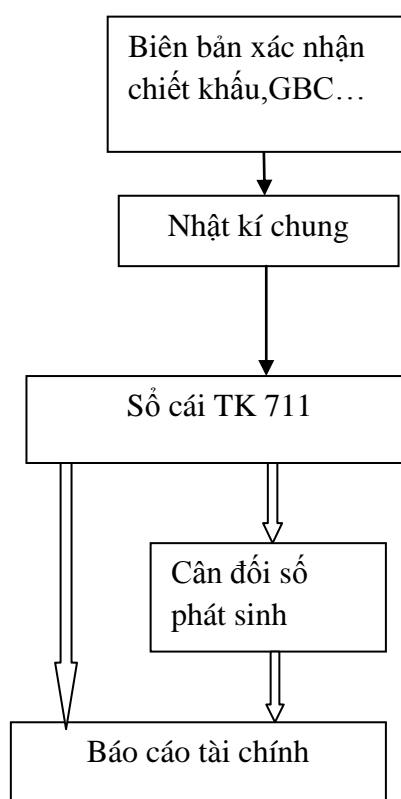 Biên bản xác nhận
chiết khấu,GBC…
Nhật kí chung
Sổ cái TK 711
Cân đối số
phát sinh
Báo cáo tài chính